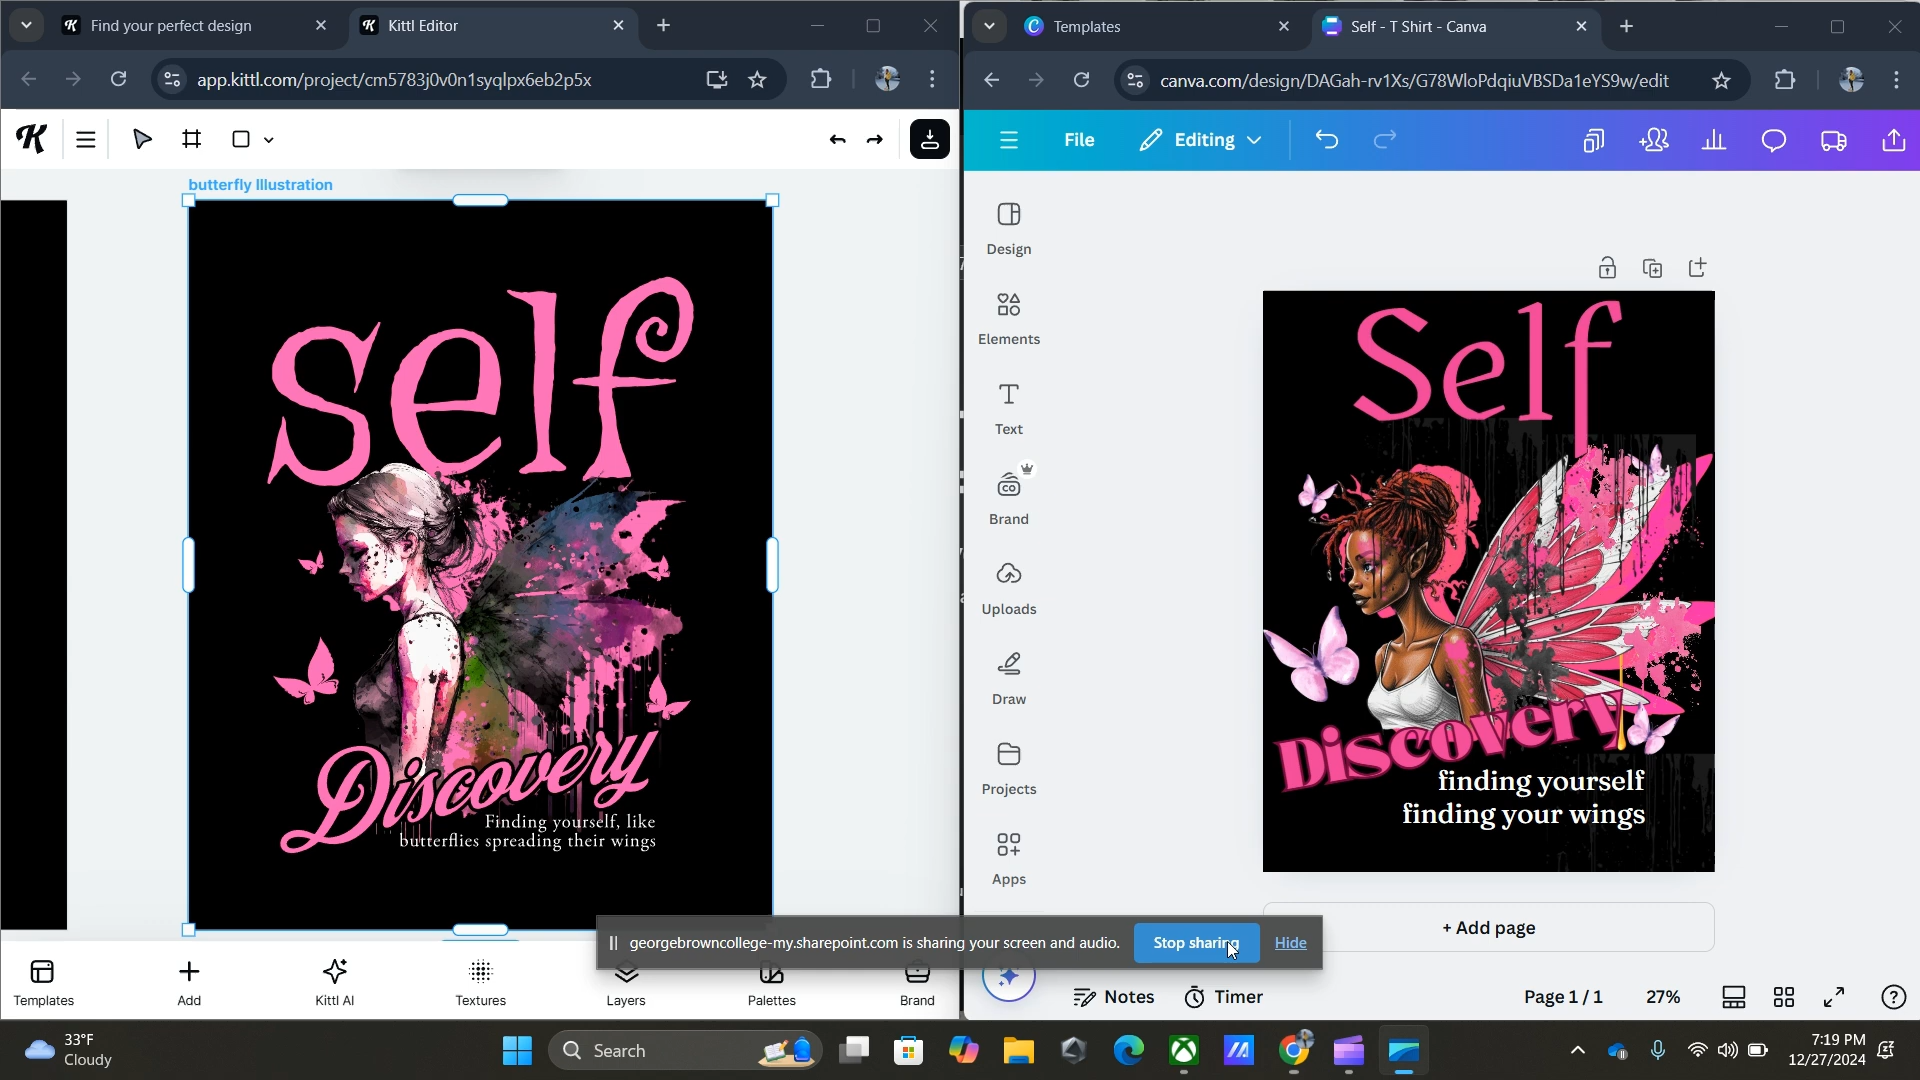 Find your perfect design
Kittl Editor
app.kittl.com/project/cm5783j0v0n1syqlpx6eb2p5x
butterfly Illustration
self
Discovery
Finding yourself, like
butterflies spreading their wings
Templates
Add
Kittl AI
Textures
Layers
Palettes
Brand
Templates
Self - T Shirt - Canva
canva.com/design/DAGah-rv1Xs/G78WloPdqiuVBSDa1eYS9w/edit
File
Editing
Design
Elements
Text
Brand
Uploads
Draw
Projects
Apps
Self
Discovery
finding yourself
finding your wings
+ Add page
georgebrowncollege-my.sharepoint.com is sharing your screen and audio.
Stop sharing
Hide
Notes
Timer
Page 1 / 1
27%
33°F
Cloudy
Search
7:19 PM
12/27/2024